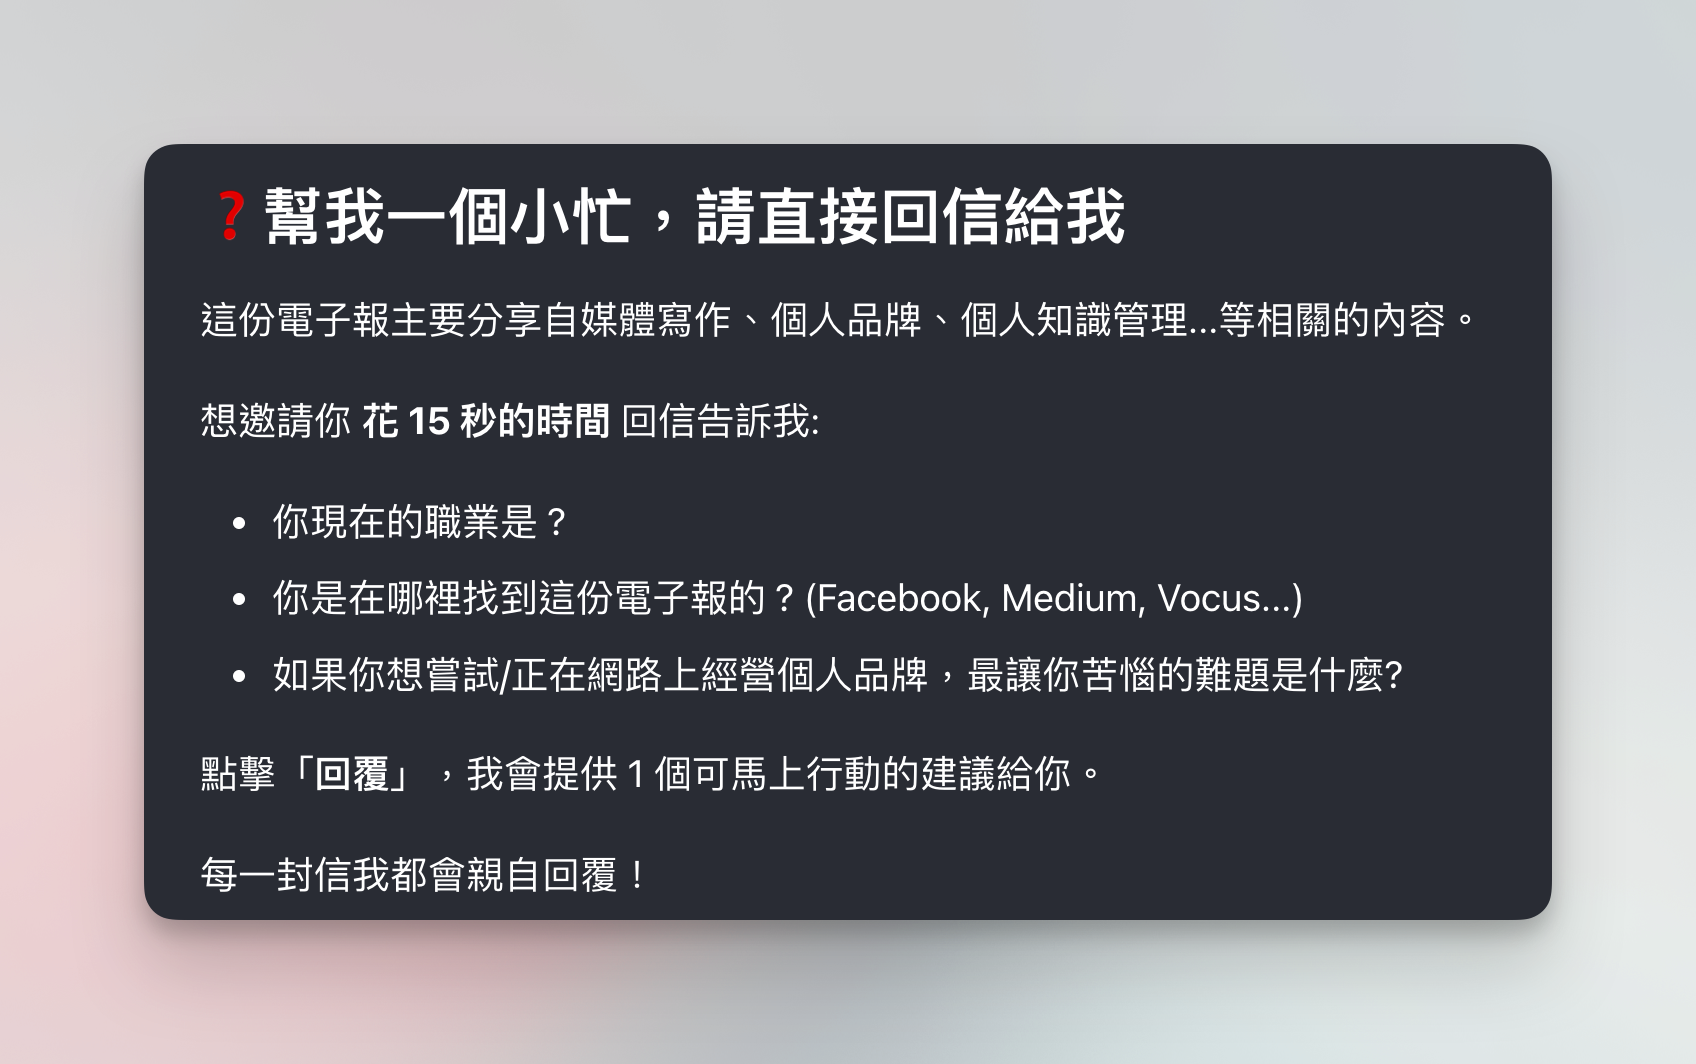 ❓幫我一個小忙，請直接回信給我
這份電子報主要分享自媒體寫作、個人品牌、個人知識管理...等相關的內容。
想邀請你 花 15 秒的時間 回信告訴我:
• 你現在的職業是？
• 你是在哪裡找到這份電子報的？(Facebook, Medium, Vocus...)
• 如果你想嘗試/正在網路上經營個人品牌，最讓你苦惱的難題是什麼?
點擊「回覆」，我會提供 1 個可馬上行動的建議給你。
每一封信我都會親自回覆！